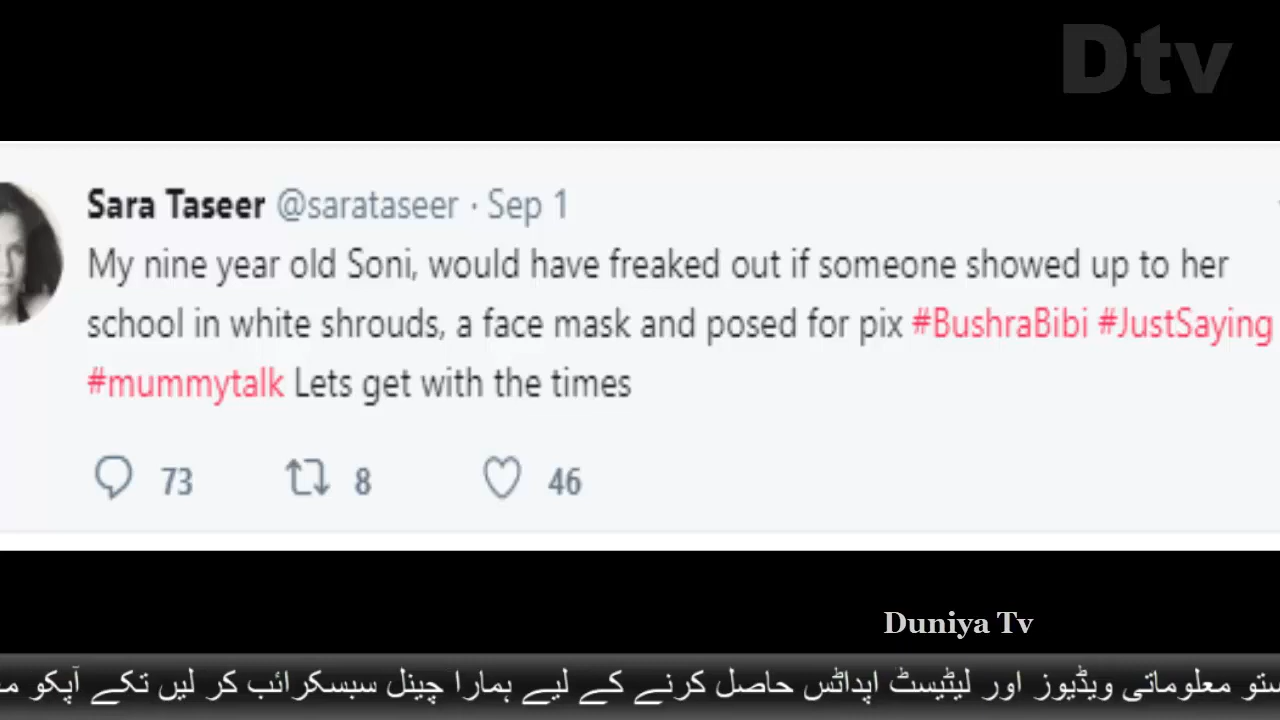 Dtv
Sara Taseer @sarataseer · Sep 1
My nine year old Soni, would have freaked out if someone showed up to her
school in white shrouds, a face mask and posed for pix #BushraBibi #JustSaying
#mummytalk Lets get with the times
73 8 46
Duniya Tv
معلوماتی ویڈیوز اور لیٹیسٹ اپداٹس حاصل کرنے کے لیے ہمارا چینل سبسکرائب کر لیں تکے آپکو